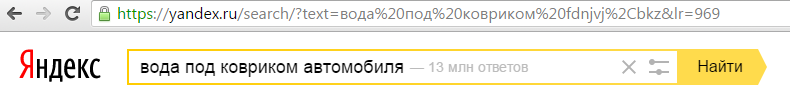 https://yandex.ru/search/?text=вода%20под%20ковриком%20fdnjvj%2Cbkz&lr=969
Яндекс вода под ковриком автомобиля — 13 млн ответов Найти